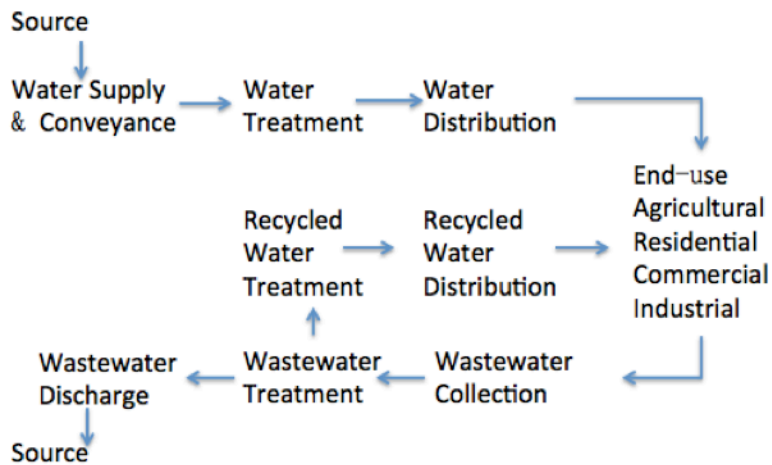 Source
Water Supply
& Conveyance
Water
Treatment
Water
Distribution
End-use
Agricultural
Residential
Commercial
Industrial
Recycled
Water
Treatment
Recycled
Water
Distribution
Wastewater
Collection
Wastewater
Treatment
Wastewater
Discharge
Source